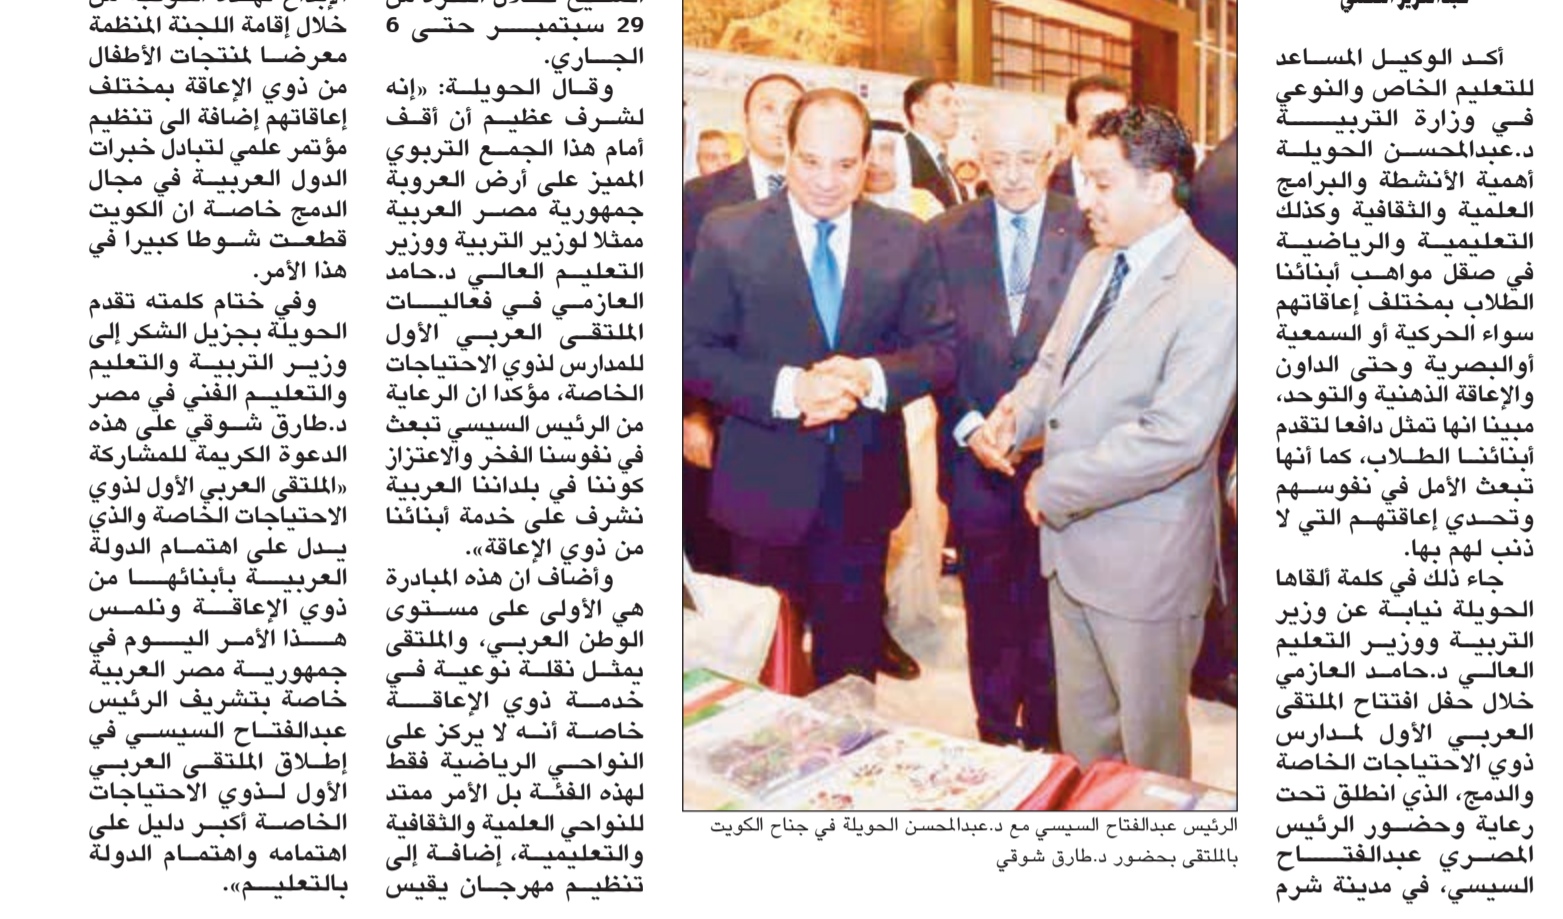 أكد الوكيل المساعد
للتعليم الخاص والنوعي
في وزارة التربية
د.عبدالمحسن الحويلة
أهمية الأنشطة والبرامج
العلمية والثقافية وكذلك
التعليمية والرياضية
في صقل مواهب أبنائنا
الطلاب بمختلف إعاقاتهم
سواء الحركية أو السمعية
أوالبصرية وحتى الداون
والإعاقة الذهنية والتوحد،
مبينا انها تمثل دافعا لتقدم
أبنائنا الطلاب، كما أنها
تبعث الأمل في نفوسهم
وتحدي إعاقتهم التي لا
ذنب لهم بها.
جاء ذلك في كلمة ألقاها
الحويلة نيابة عن وزير
التربية ووزير التعليم
العالي د.حامد العازمي
خلال حفل افتتاح الملتقى
العربي الأول لمدارس
ذوي الاحتياجات الخاصة
والدمج، الذي انطلق تحت
رعاية وحضور الرئيس
المصري عبدالفتاح
السيسي، في مدينة شرم
الرئيس عبدالفتاح السيسي مع د.عبدالمحسن الحويلة في جناح الكويت
بالملتقى بحضور د.طارق شوقي
29 سبتمبر حتى 6
الجاري.
وقال الحويلة: «إنه
لشرف عظيم أن أقف
أمام هذا الجمع التربوي
المميز على أرض العروبة
جمهورية مصر العربية
ممثلا لوزير التربية ووزير
التعليم العالي د.حامد
العازمي في فعاليات
الملتقى العربي الأول
للمدارس لذوي الاحتياجات
الخاصة، مؤكدا ان الرعاية
من الرئيس السيسي تبعث
في نفوسنا الفخر والاعتزاز
كوننا في بلداننا العربية
نشرف على خدمة أبنائنا
من ذوي الإعاقة».
وأضاف ان هذه المبادرة
هي الأولى على مستوى
الوطن العربي، والملتقى
يمثل نقلة نوعية في
خدمة ذوي الإعاقة
خاصة أنه لا يركز على
النواحي الرياضية فقط
لهذه الفئة بل الأمر ممتد
للنواحي العلمية والثقافية
والتعليمية، إضافة إلى
تنظيم مهرجان يقيس
خلال إقامة اللجنة المنظمة
معرضا لمنتجات الأطفال
من ذوي الإعاقة بمختلف
إعاقاتهم إضافة الى تنظيم
مؤتمر علمي لتبادل خبرات
الدول العربية في مجال
الدمج خاصة ان الكويت
قطعت شوطا كبيرا في
هذا الأمر.
وفي ختام كلمته تقدم
الحويلة بجزيل الشكر إلى
وزير التربية والتعليم
والتعليم الفني في مصر
د.طارق شوقي على هذه
الدعوة الكريمة للمشاركة
«الملتقى العربي الأول لذوي
الاحتياجات الخاصة والذي
يدل على اهتمام الدولة
العربية بأبنائها من
ذوي الإعاقة ونلمس
هذا الأمر اليوم في
جمهورية مصر العربية
خاصة بتشريف الرئيس
عبدالفتاح السيسي في
إطلاق الملتقى العربي
الأول لذوي الاحتياجات
الخاصة أكبر دليل على
اهتمامه واهتمام الدولة
بالتعليم».